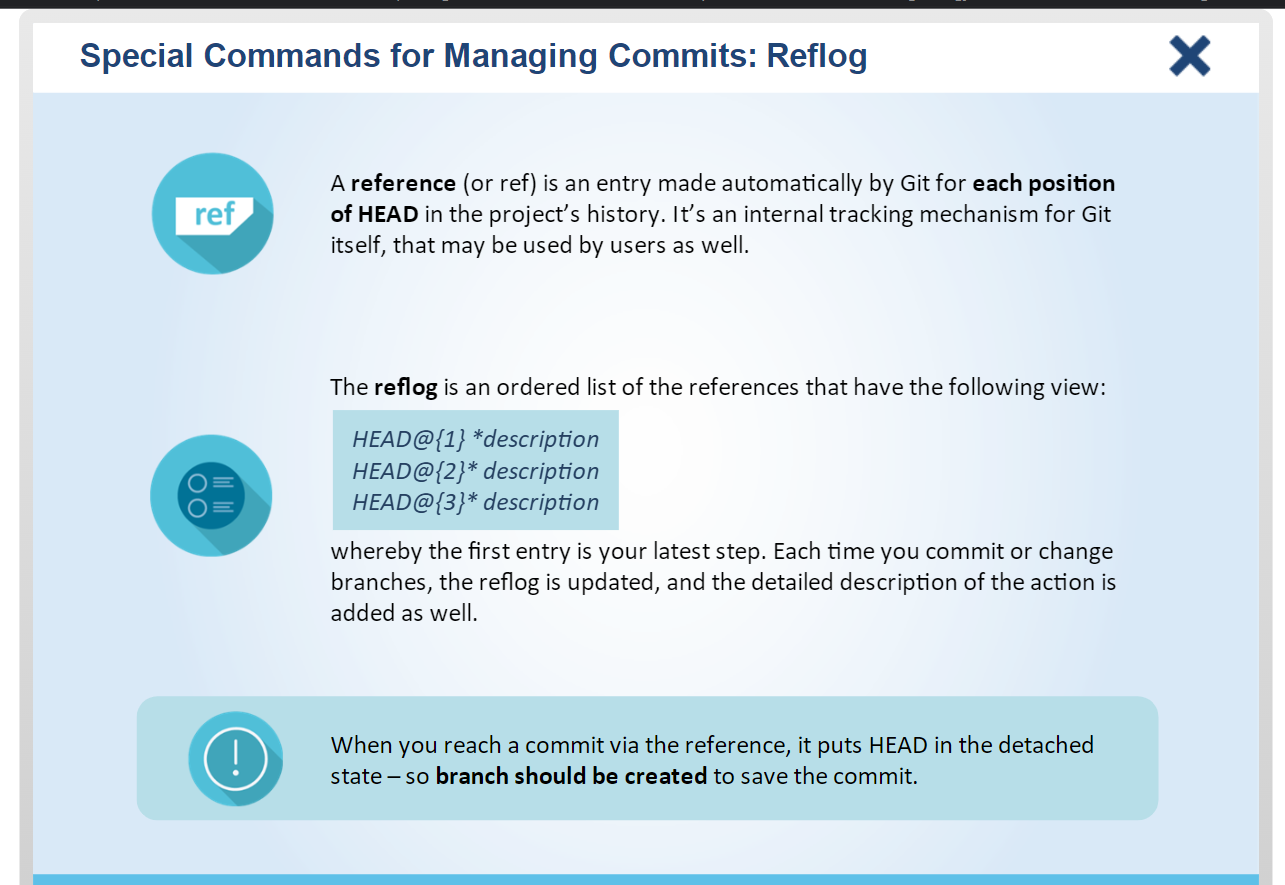 Special Commands for Managing Commits: Reflog
ref
A reference (or ref) is an entry made automatically by Git for each position
of HEAD in the project's history. It's an internal tracking mechanism for Git
itself, that may be used by users as well.
The reflog is an ordered list of the references that have the following view:
HEAD@{1} *description
HEAD@{2}* description
HEAD@{3}* description
whereby the first entry is your latest step. Each time you commit or change
branches, the reflog is updated, and the detailed description of the action is
added as well.
!
When you reach a commit via the reference, it puts HEAD in the detached
state – so branch should be created to save the commit.